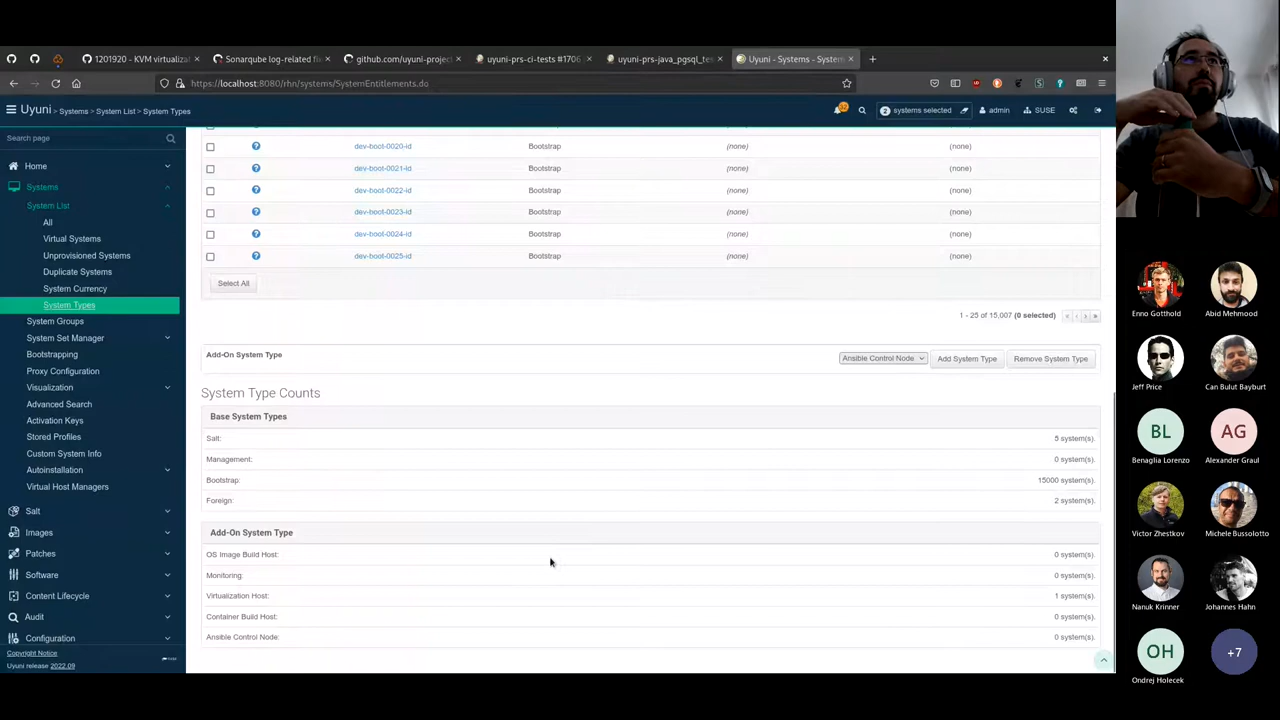 1201920 - KVM virtualiza
Sonarqube log-related fi
github.com/uyuni-project
uyuni-prs-ci-tests #1706
uyuni-prs-java_pgsql_te
Uyuni - Systems - System
https://localhost:8080/rhn/systems/SystemEntitlements.do
Uyuni > Systems > System List > System Types
32
2 systems selected
admin
SUSE
Search page
Home
Systems
System List
All
Virtual Systems
Unprovisioned Systems
Duplicate Systems
System Currency
System Types
System Groups
System Set Manager
Bootstrapping
Proxy Configuration
Visualization
Advanced Search
Activation Keys
Stored Profiles
Custom System Info
Autoinstallation
Virtual Host Managers
Salt
Images
Patches
Software
Content Lifecycle
Audit
Configuration
Copyright Notice
Uyuni release 2022.09
dev-boot-0020-id Bootstrap (none) (none)
dev-boot-0021-id Bootstrap (none) (none)
dev-boot-0022-id Bootstrap (none) (none)
dev-boot-0023-id Bootstrap (none) (none)
dev-boot-0024-id Bootstrap (none) (none)
dev-boot-0025-id Bootstrap (none) (none)
Select All
1 - 25 of 15,007 (0 selected)
Add-On System Type Ansible Control Node Add System Type Remove System Type
System Type Counts
Base System Types
Salt: 5 system(s).
Management: 0 system(s).
Bootstrap: 15000 system(s).
Foreign: 2 system(s).
Add-On System Type
OS Image Build Host: 0 system(s).
Monitoring: 0 system(s).
Virtualization Host: 1 system(s).
Container Build Host: 0 system(s).
Ansible Control Node: 0 system(s).
Enno Gotthold
Abid Mehmood
Jeff Price
Can Bulut Bayburt
BL
AG
Benaglia Lorenzo
Alexander Graul
Victor Zhestkov
Michele Bussolotto
Nanuk Krinner
Johannes Hahn
OH
+7
Ondrej Holecek